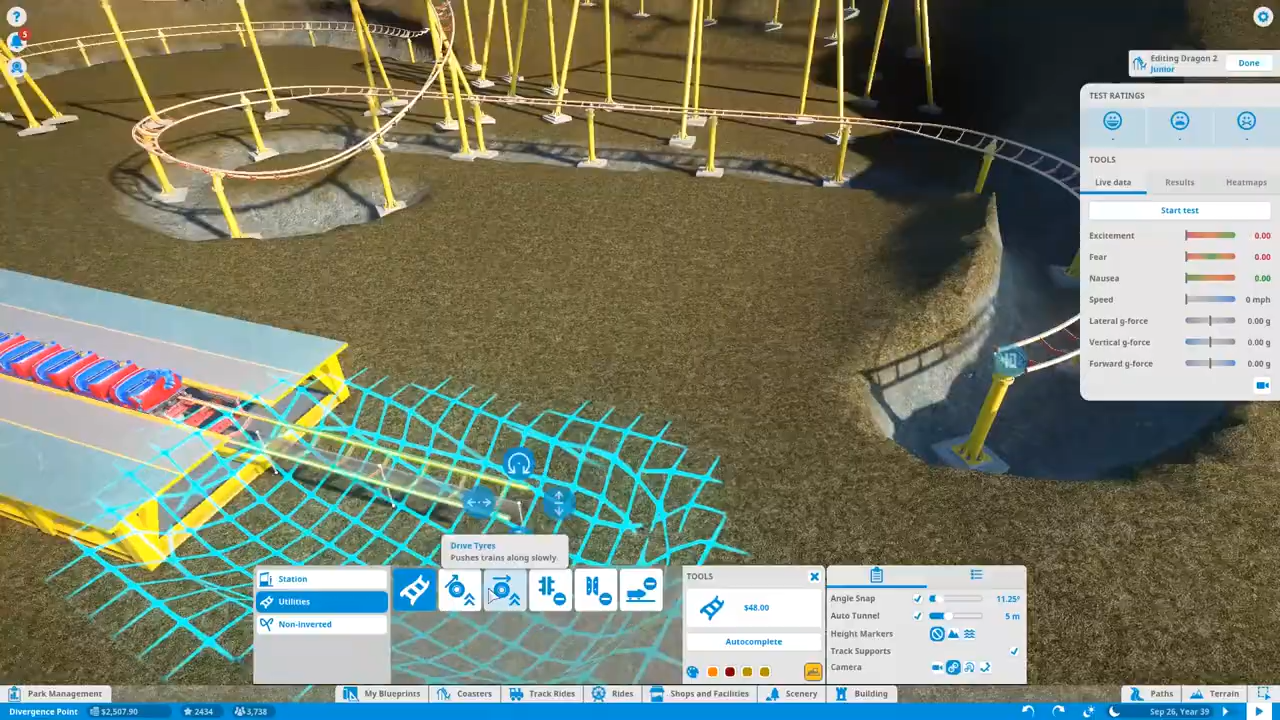 ?
5
Editing Dragon 2
Junior
Done
TEST RATINGS
- - -
TOOLS
Live data Results Heatmaps
Start test
Excitement 0.00
Fear 0.00
Nausea 0.00
Speed 0 mph
Lateral g-force 0.00 g
Vertical g-force 0.00 g
Forward g-force 0.00 g
Drive Tyres
Pushes trains along slowly.
Station
Utilities
Non-inverted
TOOLS
$48.00
Autocomplete
Angle Snap 11.25°
Auto Tunnel 5 m
Height Markers
Track Supports
Camera
Park Management
My Blueprints
Coasters
Track Rides
Rides
Shops and Facilities
Scenery
Building
Paths
Terrain
Divergence Point $2,507.90 2434 3,738 Sep 26, Year 39